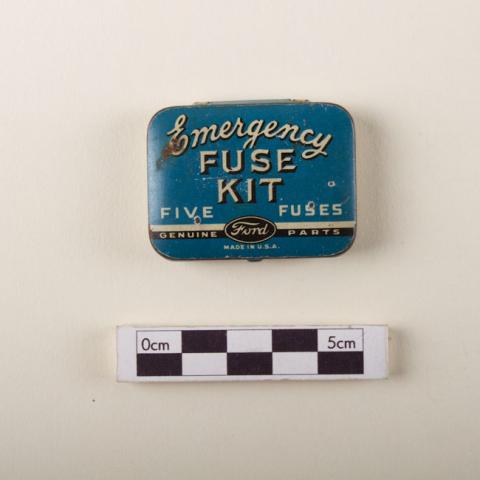 Emergency
FUSE
KIT
FIVE FUSES
GENUINE Ford PARTS
MADE IN U.S.A.
0cm 5cm